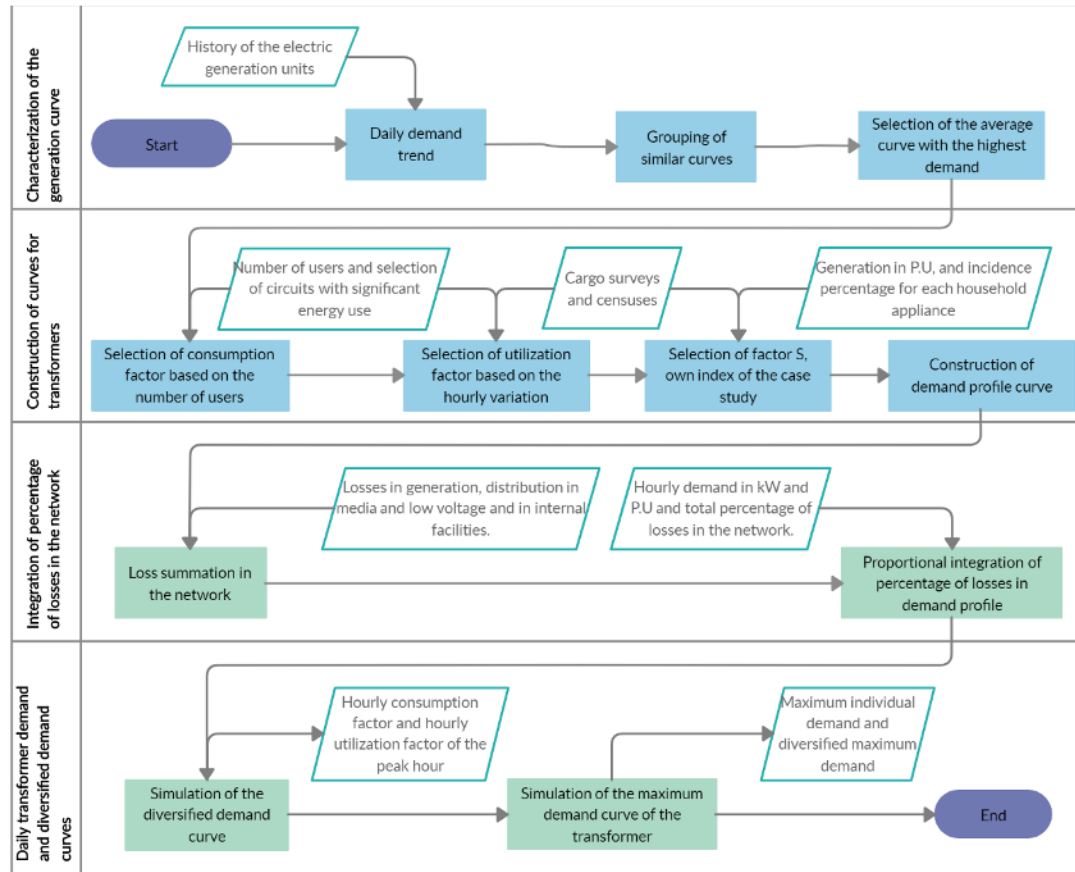 Characterization of the
generation curve
History of the electric
generation units
Start
Daily demand
trend
Grouping of
similar curves
Selection of the average
curve with the highest
demand
Construction of curves for
transformers
Number of users and selection
of circuits with significant
energy use
Cargo surveys
and censuses
Generation in P.U, and incidence
percentage for each household
appliance
Selection of consumption
factor based on the
number of users
Selection of utilization
factor based on the
hourly variation
Selection of factor S,
own index of the case
study
Construction of
demand profile curve
Integration of percentage
of losses in the network
Losses in generation, distribution in
media and low voltage and in internal
facilities.
Hourly demand in kW and
P.U and total percentage of
losses in the network.
Loss summation in
the network
Proportional integration of
percentage of losses in
demand profile
Daily transformer demand
and diversified demand
curves
Hourly consumption
factor and hourly
utilization factor of the
peak hour
Maximum individual
demand and
diversified maximum
demand
Simulation of the
diversified demand
curve
Simulation of the maximum
demand curve of the
transformer
End